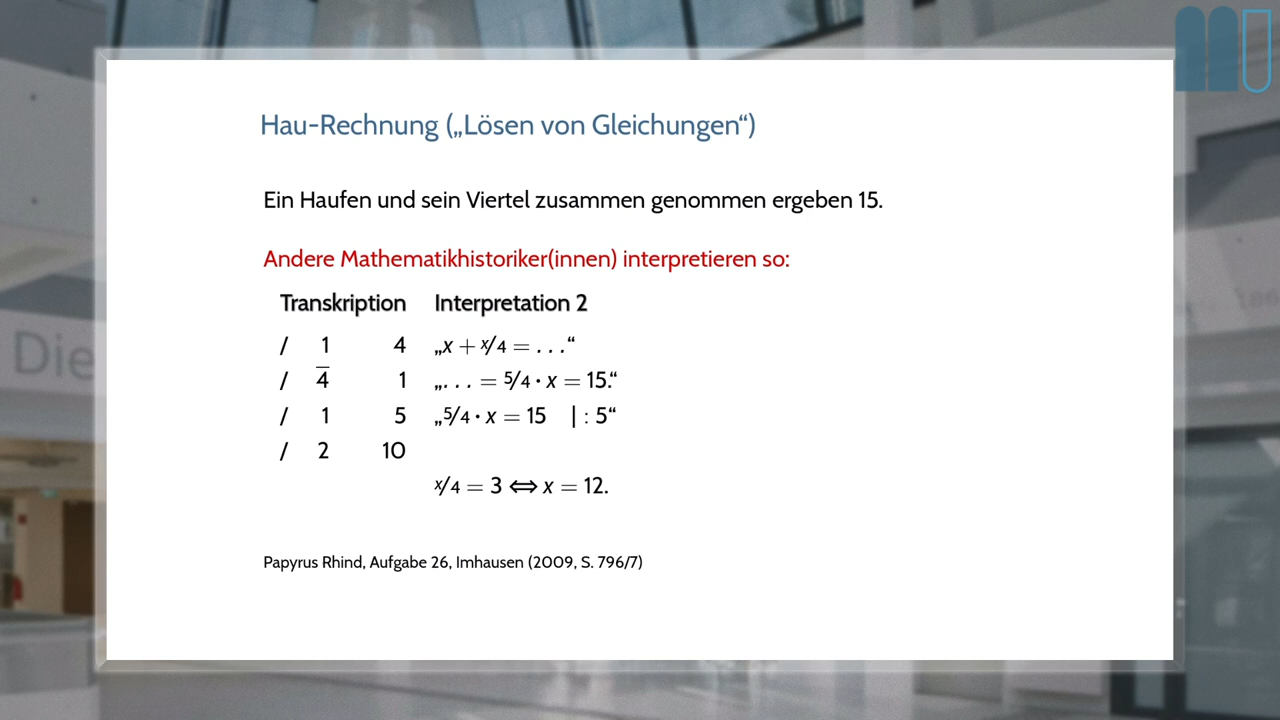 Hau-Rechnung („Lösen von Gleichungen“)
Ein Haufen und sein Viertel zusammen genommen ergeben 15.
Andere Mathematikhistoriker(innen) interpretieren so:
Transkription Interpretation 2
/ 1 4 „x + x/4 = . . .“
/ 4̅ 1 „. . . = 5/4 · x = 15.“
/ 1 5 „5/4 · x = 15 | : 5“
/ 2 10
x/4 = 3 ⟺ x = 12.
Papyrus Rhind, Aufgabe 26, Imhausen (2009, S. 796/7)
Die